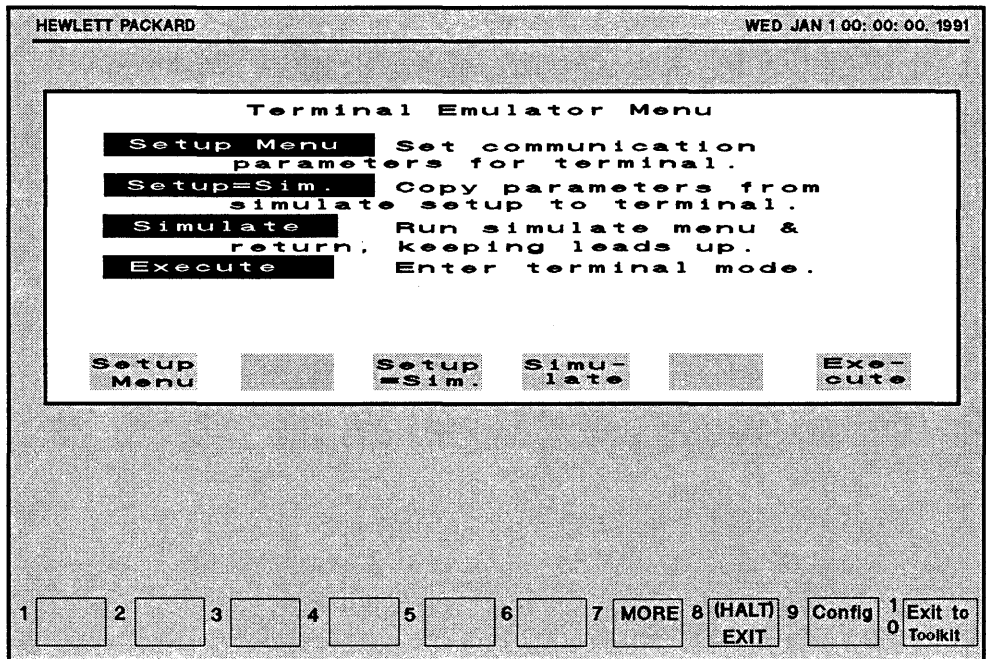 HEWLETT PACKARD WED JAN 1 00: 00: 00. 1991
Terminal Emulator Menu
Setup Menu Set communication
parameters for terminal.
Setup=Sim. Copy parameters from
simulate setup to terminal.
Simulate Run simulate menu &
return, keeping leads up.
Execute Enter terminal mode.
Setup Setup Simu- Exe-
Menu =Sim. late cute
1 2 3 4 5 6 7 MORE 8 (HALT) 9 Config 1 Exit to
EXIT 0 Toolkit